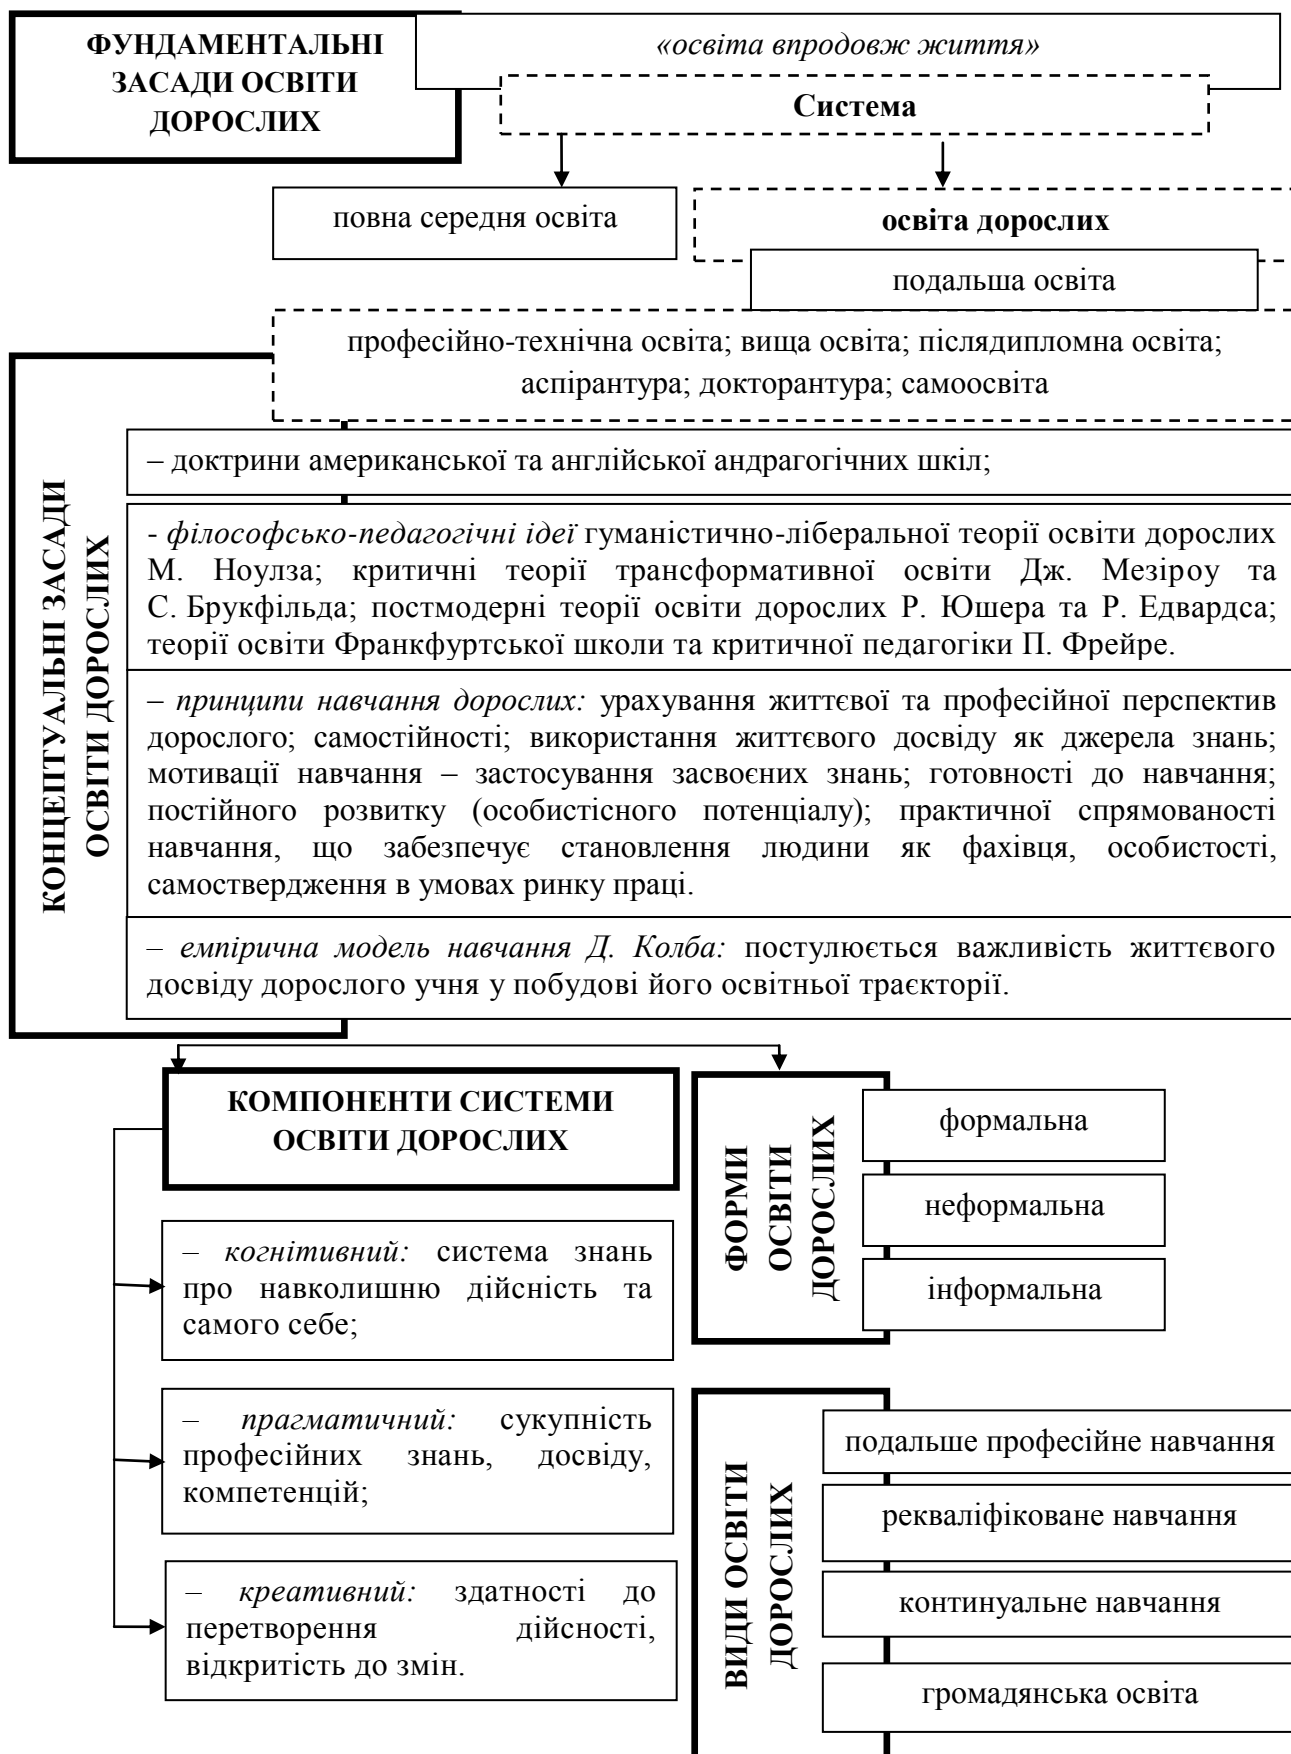 ФУНДАМЕНТАЛЬНІ
ЗАСАДИ ОСВІТИ
ДОРОСЛИХ
«освіта впродовж життя»
Система
повна середня освіта
освіта дорослих
подальша освіта
професійно-технічна освіта; вища освіта; післядипломна освіта;
аспірантура; докторантура; самоосвіта
КОНЦЕПТУАЛЬНІ ЗАСАДИ
ОСВІТИ ДОРОСЛИХ
– доктрини американської та англійської андрагогічних шкіл;
- філософсько-педагогічні ідеї гуманістично-ліберальної теорії освіти дорослих
М. Ноулза; критичні теорії трансформативної освіти Дж. Мезіроу та
С. Брукфільда; постмодерні теорії освіти дорослих Р. Юшера та Р. Едвардса;
теорії освіти Франкфуртської школи та критичної педагогіки П. Фрейре.
– принципи навчання дорослих: урахування життєвої та професійної перспектив
дорослого; самостійності; використання життєвого досвіду як джерела знань;
мотивації навчання – застосування засвоєних знань; готовності до навчання;
постійного розвитку (особистісного потенціалу); практичної спрямованості
навчання, що забезпечує становлення людини як фахівця, особистості,
самоствердження в умовах ринку праці.
– емпірична модель навчання Д. Колба: постулюється важливість життєвого
досвіду дорослого учня у побудові його освітньої траєкторії.
КОМПОНЕНТИ СИСТЕМИ
ОСВІТИ ДОРОСЛИХ
– когнітивний: система знань
про навколишню дійсність та
самого себе;
– прагматичний: сукупність
професійних знань, досвіду,
компетенцій;
– креативний: здатності до
перетворення дійсності,
відкритість до змін.
ФОРМИ
ОСВІТИ
ДОРОСЛИХ
формальна
неформальна
інформальна
ВИДИ ОСВІТИ
ДОРОСЛИХ
подальше професійне навчання
рекваліфіковане навчання
континуальне навчання
громадянська освіта